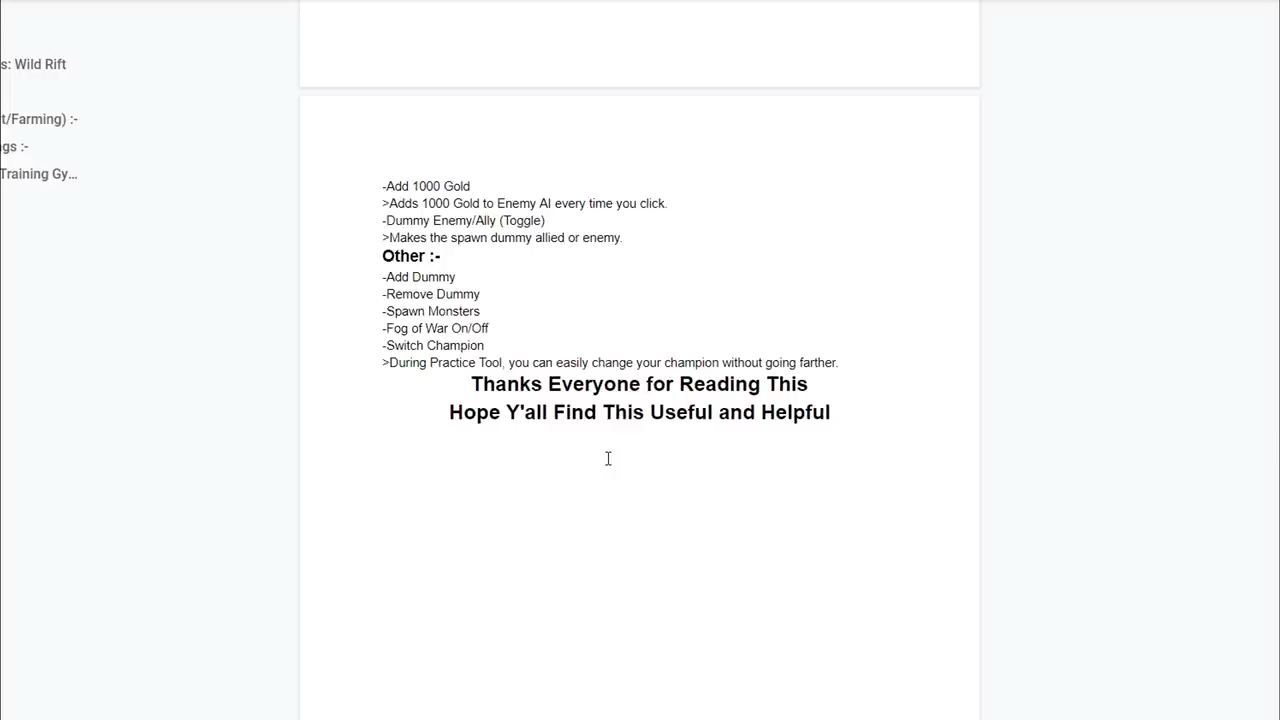 s: Wild Rift
t/Farming) :-
ngs :-
Training Gy...
-Add 1000 Gold
>Adds 1000 Gold to Enemy AI every time you click.
-Dummy Enemy/Ally (Toggle)
>Makes the spawn dummy allied or enemy.
Other :-
-Add Dummy
-Remove Dummy
-Spawn Monsters
-Fog of War On/Off
-Switch Champion
>During Practice Tool, you can easily change your champion without going farther.
Thanks Everyone for Reading This
Hope Y'all Find This Useful and Helpful